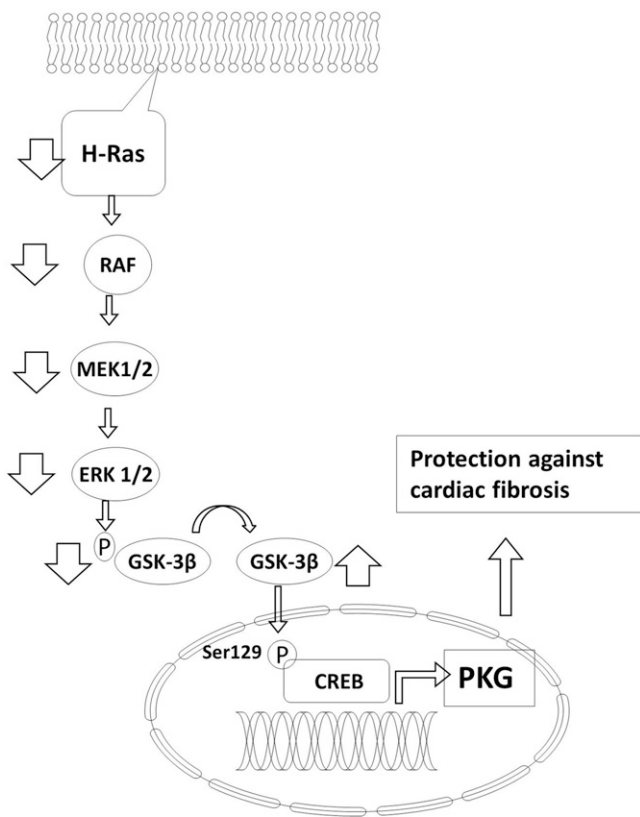 H-Ras
RAF
MEK1/2
ERK 1/2
P
GSK-3β
GSK-3β
Protection against
cardiac fibrosis
Ser129
P
CREB
PKG